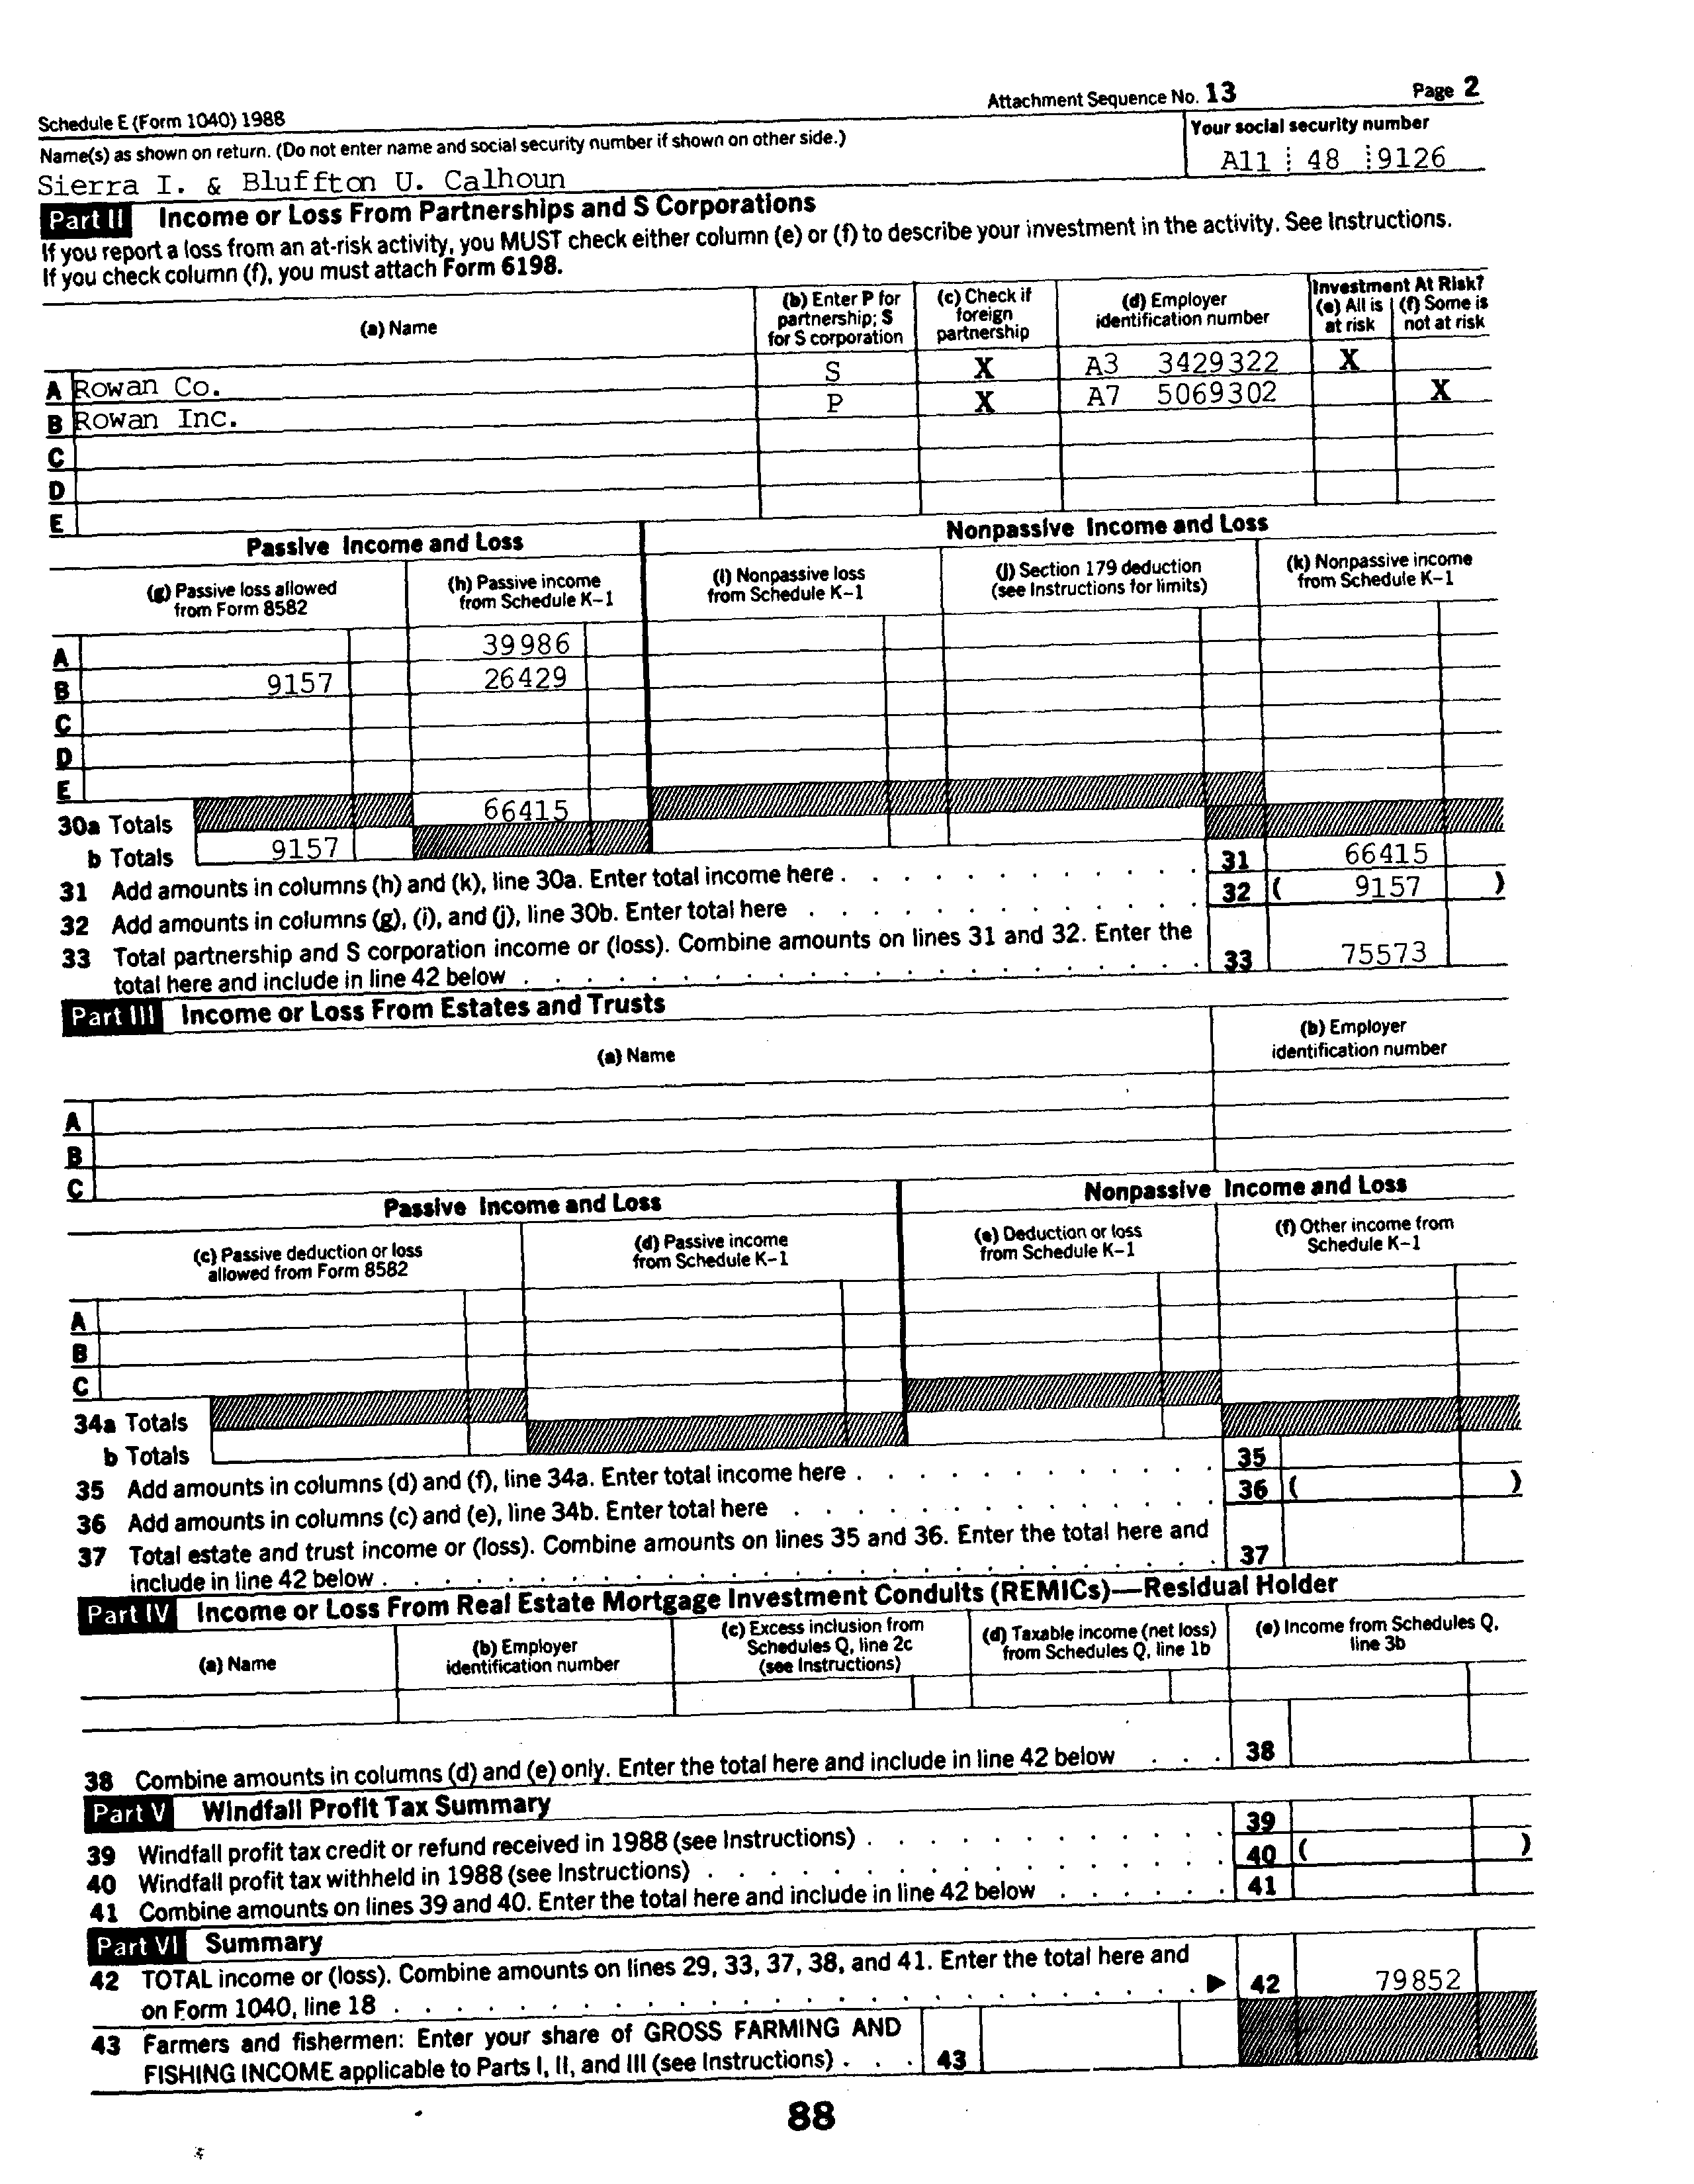 Schedule E (Form 1040) 1988 Attachment Sequence No. 13 Page 2
Name(s) as shown on return. (Do not enter name and social security number if shown on other side.) Your social security number
Sierra I. & Bluffton U. Calhoun A11 48 9126
Part II Income or Loss From Partnerships and S Corporations
If you report a loss from an at-risk activity, you MUST check either column (e) or (f) to describe your investment in the activity. See Instructions.
If you check column (f), you must attach Form 6198.
(a) Name
(b) Enter P for
partnership; S
for S corporation
(c) Check if
foreign
partnership
(d) Employer
identification number
Investment At Risk?
(e) All is
at risk
(f) Some is
not at risk
A Rowan Co. S X A3 3429322 X
B Rowan Inc. P X A7 5069302 X
C
D
E
Passive Income and Loss Nonpassive Income and Loss
(g) Passive loss allowed
from Form 8582
(h) Passive income
from Schedule K-1
(i) Nonpassive loss
from Schedule K-1
(j) Section 179 deduction
(see Instructions for limits)
(k) Nonpassive income
from Schedule K-1
A 39986
B 9157 26429
C
D
E
30a Totals 66415
b Totals 9157
31 Add amounts in columns (h) and (k), line 30a. Enter total income here 31 66415
32 Add amounts in columns (g), (i), and (j), line 30b. Enter total here 32 ( 9157 )
33 Total partnership and S corporation income or (loss). Combine amounts on lines 31 and 32. Enter the
total here and include in line 42 below 33 75573
Part III Income or Loss From Estates and Trusts
(a) Name
(b) Employer
identification number
A
B
C
Passive Income and Loss Nonpassive Income and Loss
(c) Passive deduction or loss
allowed from Form 8582
(d) Passive income
from Schedule K-1
(e) Deduction or loss
from Schedule K-1
(f) Other income from
Schedule K-1
A
B
C
34a Totals
b Totals
35 Add amounts in columns (d) and (f), line 34a. Enter total income here 35
36 Add amounts in columns (c) and (e), line 34b. Enter total here 36 ( )
37 Total estate and trust income or (loss). Combine amounts on lines 35 and 36. Enter the total here and
include in line 42 below 37
Part IV Income or Loss From Real Estate Mortgage Investment Conduits (REMICs)—Residual Holder
(a) Name
(b) Employer
identification number
(c) Excess inclusion from
Schedules Q, line 2c
(see Instructions)
(d) Taxable income (net loss)
from Schedules Q, line 1b
(e) Income from Schedules Q,
line 3b
38 Combine amounts in columns (d) and (e) only. Enter the total here and include in line 42 below 38
Part V Windfall Profit Tax Summary
39 Windfall profit tax credit or refund received in 1988 (see Instructions) 39
40 Windfall profit tax withheld in 1988 (see Instructions) 40 ( )
41 Combine amounts on lines 39 and 40. Enter the total here and include in line 42 below 41
Part VI Summary
42 TOTAL income or (loss). Combine amounts on lines 29, 33, 37, 38, and 41. Enter the total here and
on Form 1040, line 18 ▶ 42 79852
43 Farmers and fishermen: Enter your share of GROSS FARMING AND
FISHING INCOME applicable to Parts I, II, and III (see Instructions) 43
88